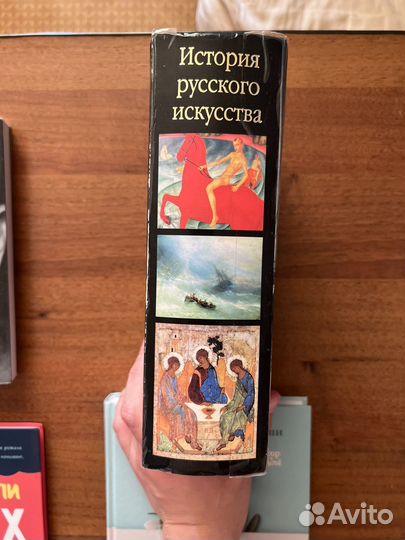 История
русского
искусства
Х
Avito